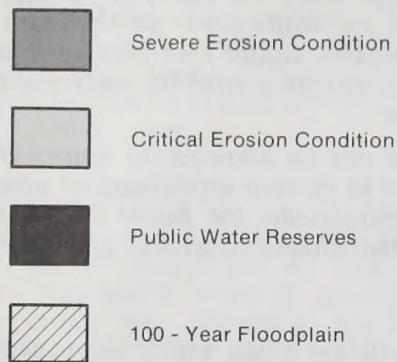 Severe Erosion Condition
Critical Erosion Condition
Public Water Reserves
100 - Year Floodplain